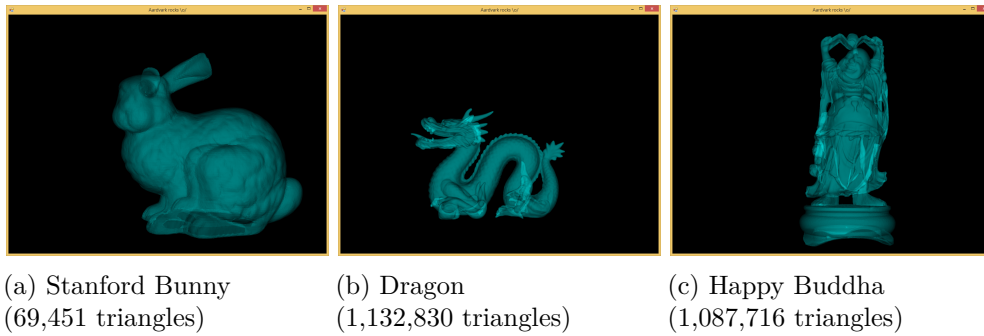 Aardvark rocks \o/
Aardvark rocks \o/
Aardvark rocks \o/
(a) Stanford Bunny
(69,451 triangles)
(b) Dragon
(1,132,830 triangles)
(c) Happy Buddha
(1,087,716 triangles)